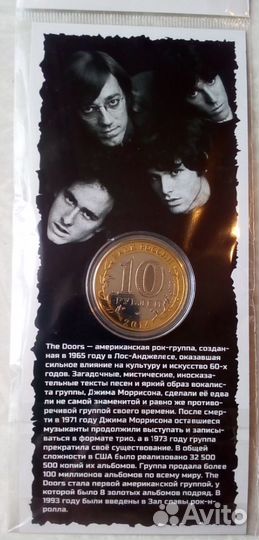 БАНК РОССИИ
10
РУБЛЕЙ
The Doors — американская рок-группа, создан-
ная в 1965 году в Лос-Анджелесе, оказавшая
сильное влияние на культуру и искусство 60-х
годов. Загадочные, мистические, иносказа-
тельные тексты песен и яркий образ вокалис-
та группы, Джима Моррисона, сделали её едва
ли не самой знаменитой и равно же противо-
речивой группой своего времени. После смерти
в 1971 году Джима Моррисона оставшиеся
музыканты продолжили выступать и записы-
ваться в формате трио, а в 1973 году группа
прекратила своё существование. В общей
сложности в США было реализовано 32 500
500 копий их альбомов. Группа продала более
100 миллионов альбомов по всему миру. The
Doors стала первой американской группой, у
которой было 8 золотых альбомов подряд. В
1993 году были введены в Зал славы рок-н-
ролла.
Avito